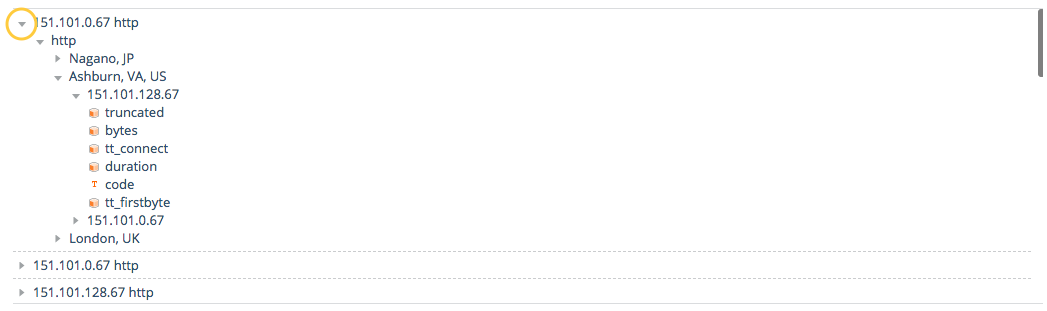 151.101.0.67 http
http
Nagano, JP
Ashburn, VA, US
151.101.128.67
truncated
bytes
tt_connect
duration
T code
tt_firstbyte
151.101.0.67
London, UK
151.101.0.67 http
151.101.128.67 http